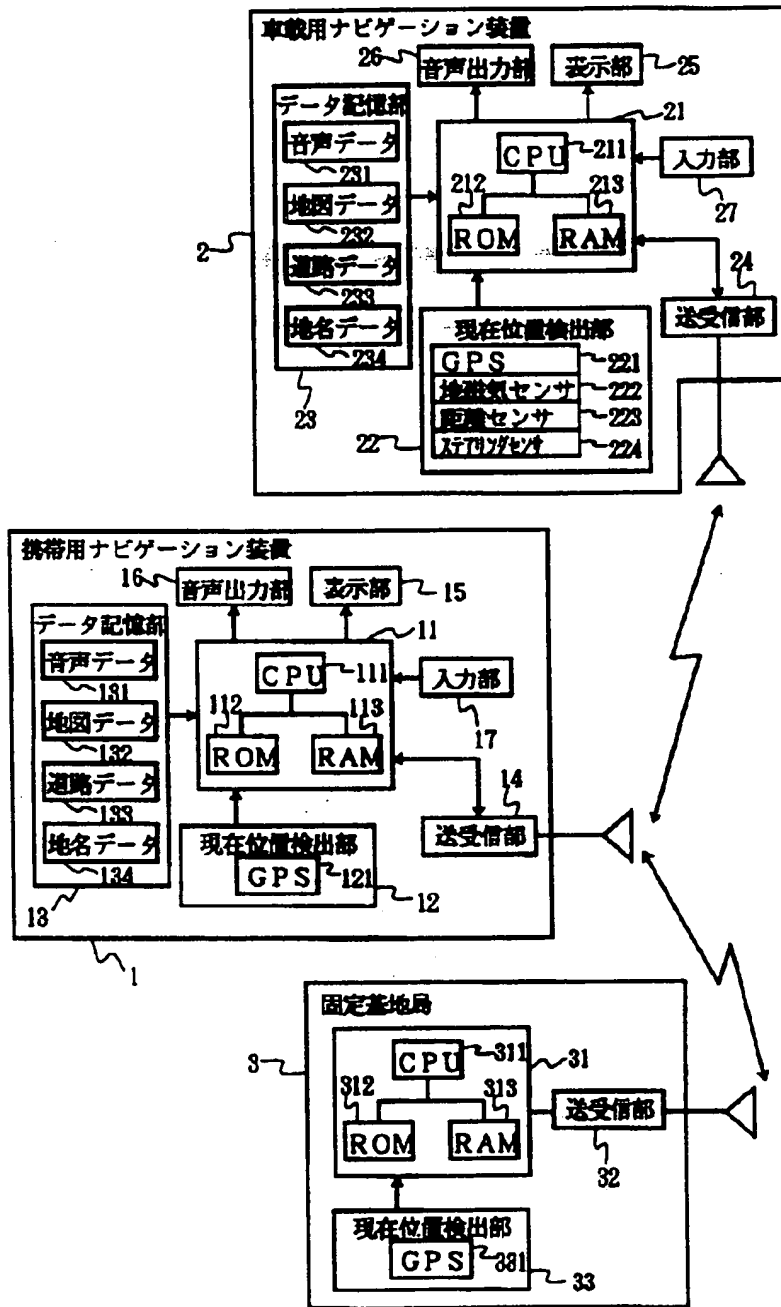 車載用ナビゲーション装置
26
音声出力部
表示部
25
データ記憶部
21
音声データ
231
CPU
211
入力部
27
地図データ
232
212
213
ROM
RAM
2
道路データ
233
24
地名データ
234
送受信部
23
現在位置検出部
GPS
221
地磁気センサ
222
距離センサ
223
ステアリングセンサ
224
22
携帯用ナビゲーション装置
16
音声出力部
表示部
15
データ記憶部
11
音声データ
131
CPU
111
入力部
17
地図データ
132
112
113
ROM
RAM
道路データ
133
14
地名データ
134
送受信部
13
現在位置検出部
GPS
121
12
1
固定基地局
3
CPU
311
31
312
313
ROM
RAM
送受信部
32
現在位置検出部
GPS
331
33